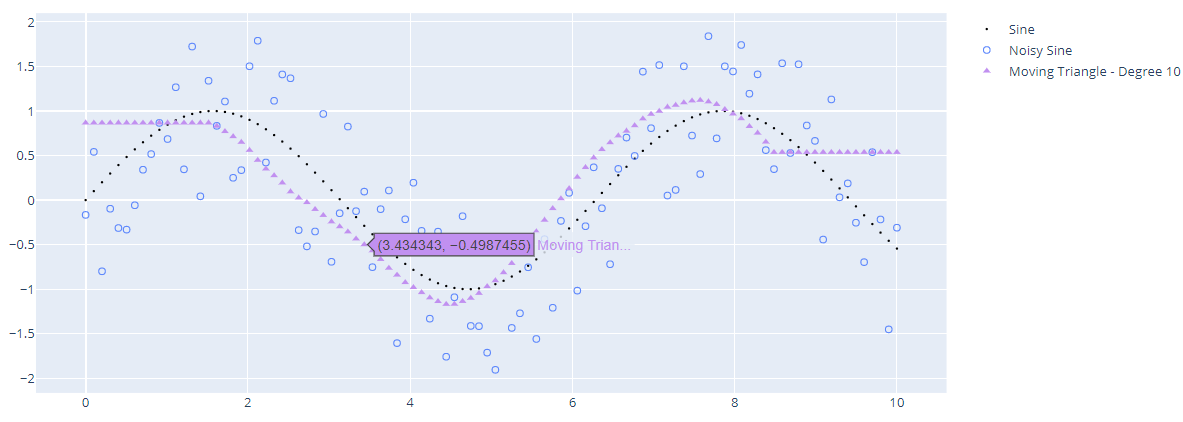 2
1.5
1
0.5
0
−0.5
−1
−1.5
−2
0 2 4 6 8 10
(3.434343, −0.4987455) Moving Trian...
Sine
Noisy Sine
Moving Triangle - Degree 10